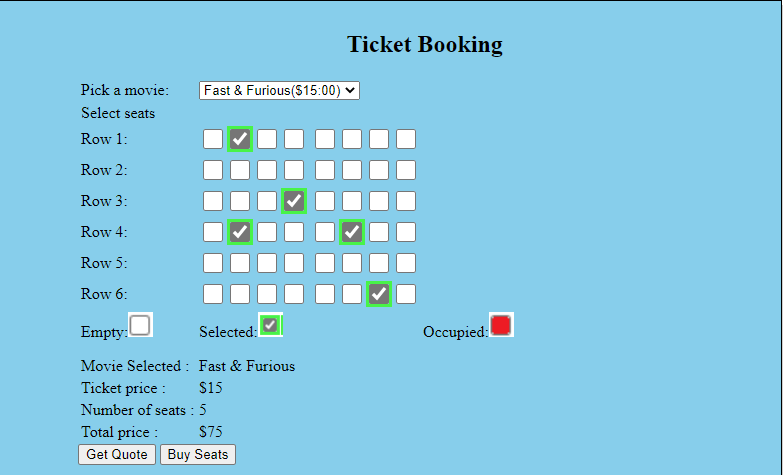 Ticket Booking
Pick a movie: Fast & Furious($15:00)
Select seats
Row 1:
Row 2:
Row 3:
Row 4:
Row 5:
Row 6:
Empty: Selected: Occupied:
Movie Selected : Fast & Furious
Ticket price : $15
Number of seats : 5
Total price : $75
Get Quote Buy Seats